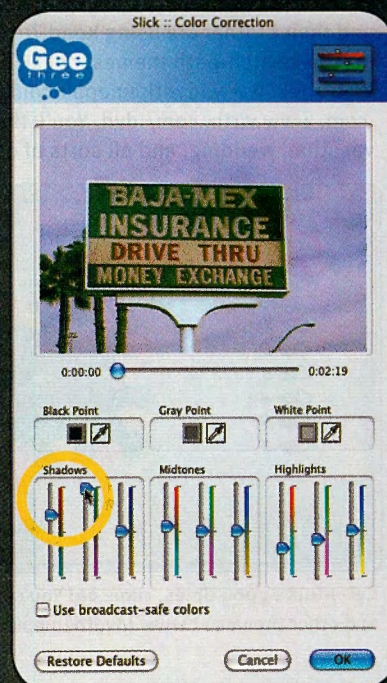 Slick :: Color Correction
Gee
three
BAJA-MEX
INSURANCE
DRIVE THRU
MONEY EXCHANGE
0:00:00 0:02:19
Black Point Gray Point White Point
Shadows Midtones Highlights
Use broadcast-safe colors
Restore Defaults Cancel OK